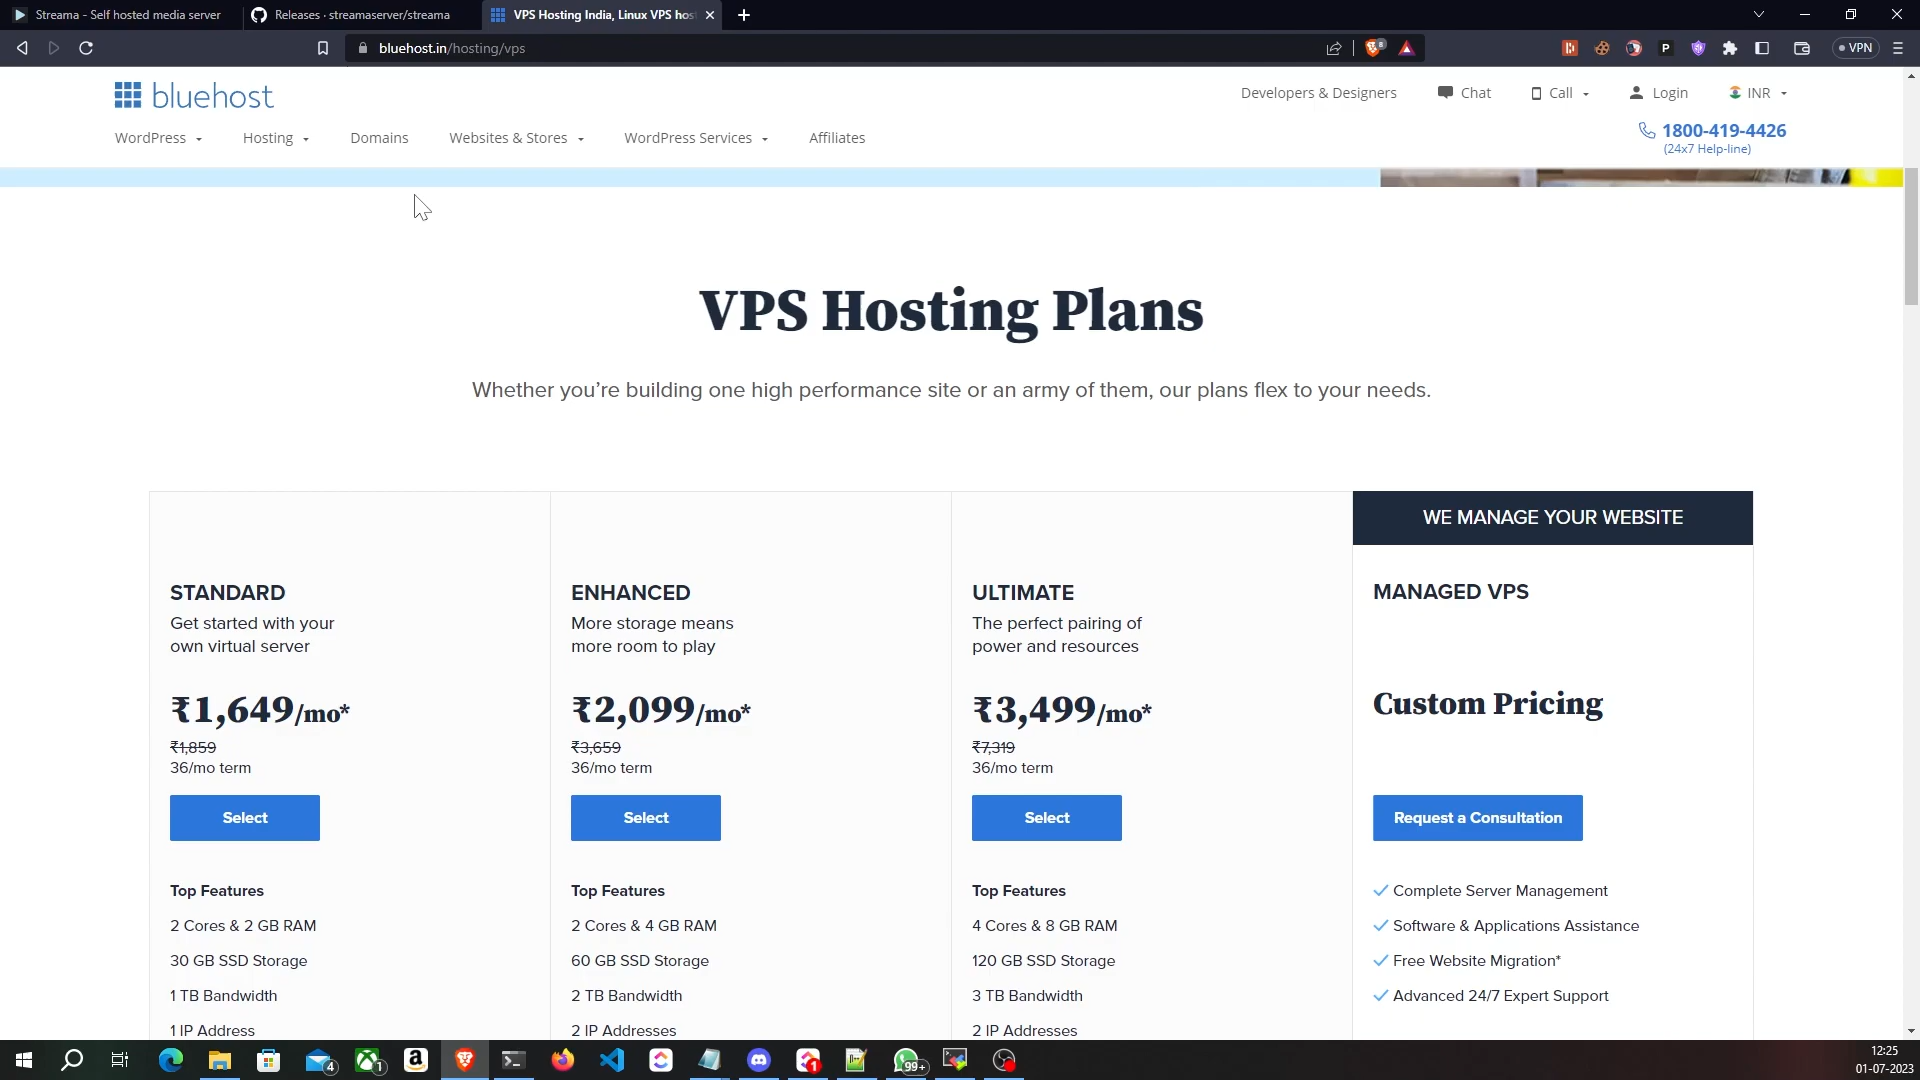 Streama - Self hosted media server
Releases · streamaserver/streama
VPS Hosting India, Linux VPS hos
bluehost.in/hosting/vps
8
P
VPN
bluehost
Developers & Designers
Chat
Call
Login
INR
WordPress
Hosting
Domains
Websites & Stores
WordPress Services
Affiliates
1800-419-4426
(24x7 Help-line)
VPS Hosting Plans
Whether you’re building one high performance site or an army of them, our plans flex to your needs.
WE MANAGE YOUR WEBSITE
STANDARD
Get started with your
own virtual server
₹1,649/mo*
₹1,859
36/mo term
Select
Top Features
2 Cores & 2 GB RAM
30 GB SSD Storage
1 TB Bandwidth
1 IP Address
ENHANCED
More storage means
more room to play
₹2,099/mo*
₹3,659
36/mo term
Select
Top Features
2 Cores & 4 GB RAM
60 GB SSD Storage
2 TB Bandwidth
2 IP Addresses
ULTIMATE
The perfect pairing of
power and resources
₹3,499/mo*
₹7,319
36/mo term
Select
Top Features
4 Cores & 8 GB RAM
120 GB SSD Storage
3 TB Bandwidth
2 IP Addresses
MANAGED VPS
Custom Pricing
Request a Consultation
Complete Server Management
Software & Applications Assistance
Free Website Migration*
Advanced 24/7 Expert Support
4
1
a
1
99+
12:25
01-07-2023